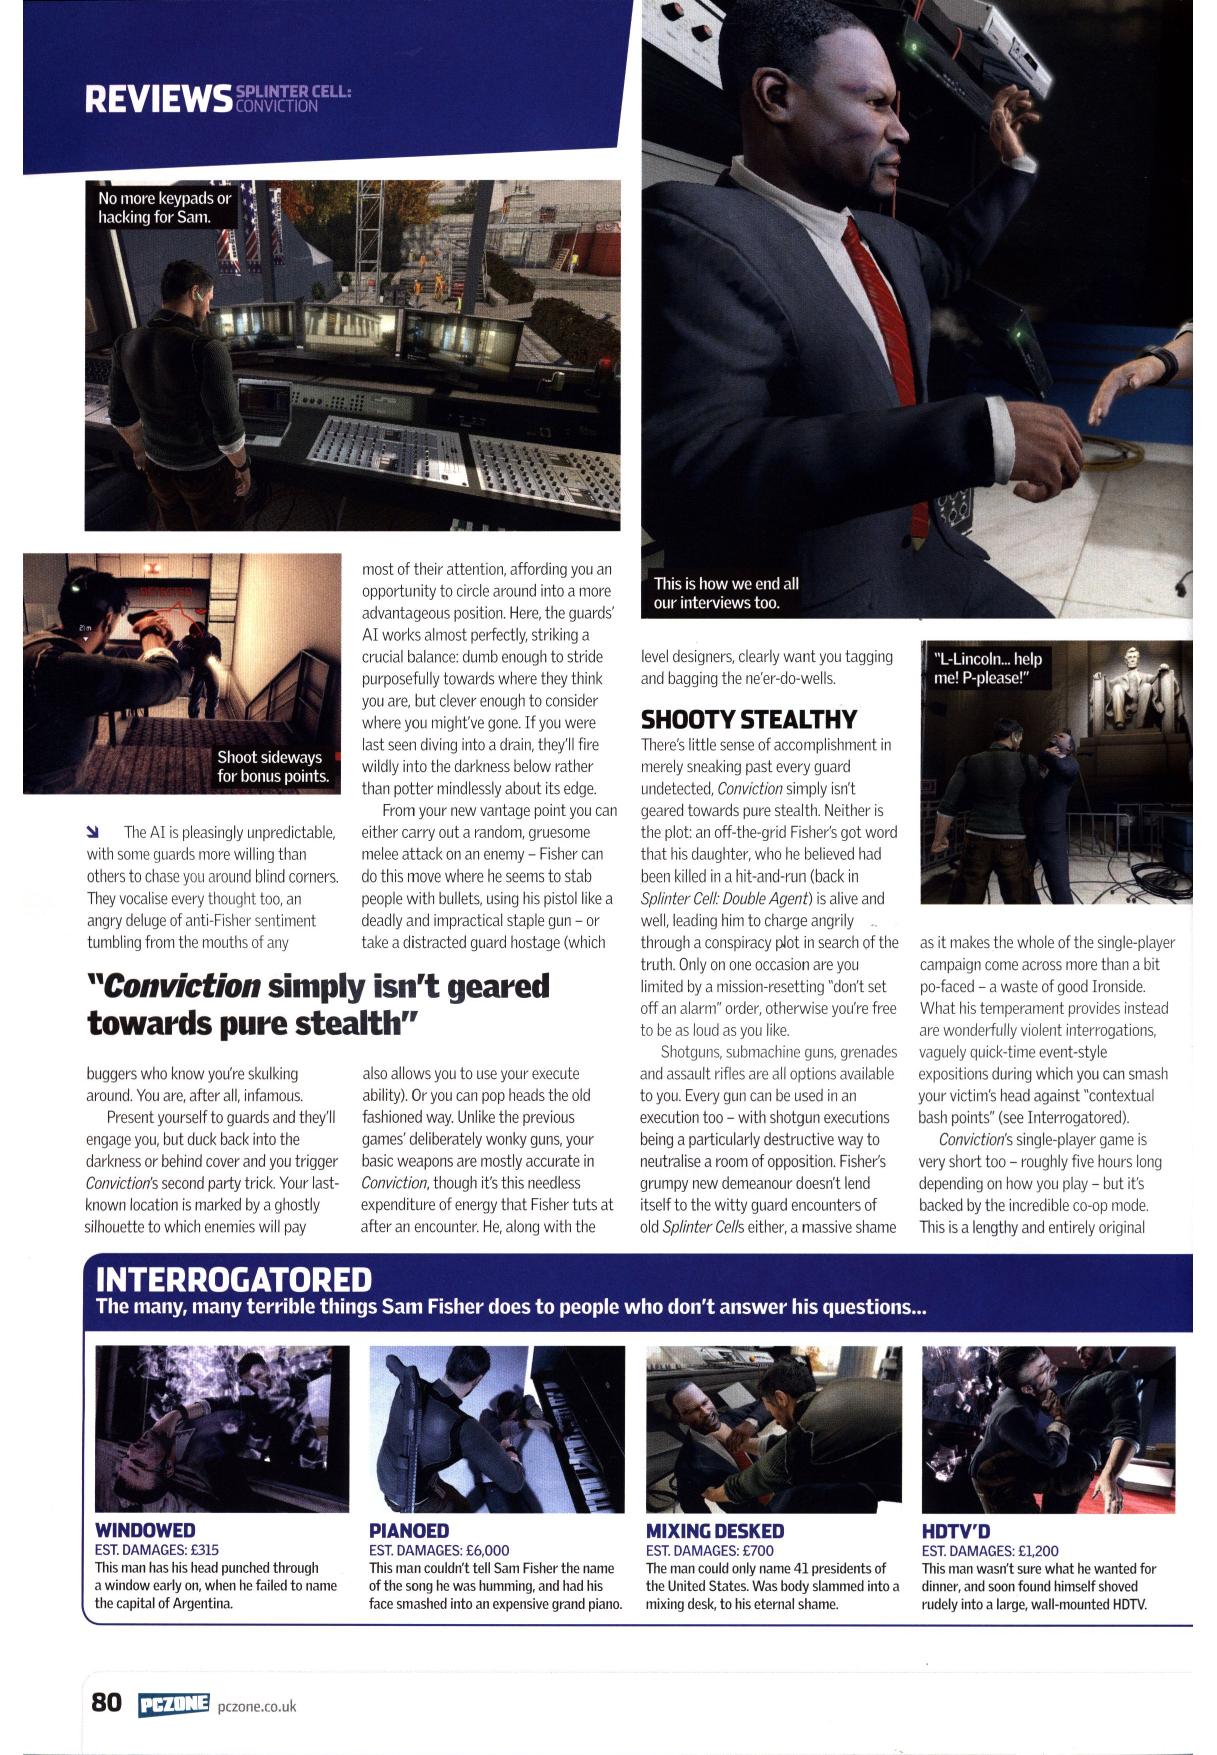 REVIEWS SPLINTER CELL:
CONVICTION
No more keypads or
hacking for Sam.
This is how we end all
our interviews too.
DETECTED
21 m
Shoot sideways
for bonus points.
"L-Lincoln... help
me! P-please!"
The AI is pleasingly unpredictable,
with some guards more willing than
others to chase you around blind corners.
They vocalise every thought too, an
angry deluge of anti-Fisher sentiment
tumbling from the mouths of any
"Conviction simply isn't geared
towards pure stealth"
buggers who know you're skulking
around. You are, after all, infamous.
Present yourself to guards and they'll
engage you, but duck back into the
darkness or behind cover and you trigger
Conviction's second party trick. Your last-
known location is marked by a ghostly
silhouette to which enemies will pay
most of their attention, affording you an
opportunity to circle around into a more
advantageous position. Here, the guards'
AI works almost perfectly, striking a
crucial balance: dumb enough to stride
purposefully towards where they think
you are, but clever enough to consider
where you might've gone. If you were
last seen diving into a drain, they'll fire
wildly into the darkness below rather
than potter mindlessly about its edge.
From your new vantage point you can
either carry out a random, gruesome
melee attack on an enemy – Fisher can
do this move where he seems to stab
people with bullets, using his pistol like a
deadly and impractical staple gun – or
take a distracted guard hostage (which
also allows you to use your execute
ability). Or you can pop heads the old
fashioned way. Unlike the previous
games' deliberately wonky guns, your
basic weapons are mostly accurate in
Conviction, though it's this needless
expenditure of energy that Fisher tuts at
after an encounter. He, along with the
level designers, clearly want you tagging
and bagging the ne'er-do-wells.
SHOOTY STEALTHY
There's little sense of accomplishment in
merely sneaking past every guard
undetected, Conviction simply isn't
geared towards pure stealth. Neither is
the plot: an off-the-grid Fisher's got word
that his daughter, who he believed had
been killed in a hit-and-run (back in
Splinter Cell: Double Agent) is alive and
well, leading him to charge angrily
through a conspiracy plot in search of the
truth. Only on one occasion are you
limited by a mission-resetting "don't set
off an alarm" order, otherwise you're free
to be as loud as you like.
Shotguns, submachine guns, grenades
and assault rifles are all options available
to you. Every gun can be used in an
execution too – with shotgun executions
being a particularly destructive way to
neutralise a room of opposition. Fisher's
grumpy new demeanour doesn't lend
itself to the witty guard encounters of
old Splinter Cells either, a massive shame
as it makes the whole of the single-player
campaign come across more than a bit
po-faced – a waste of good Ironside.
What his temperament provides instead
are wonderfully violent interrogations,
vaguely quick-time event-style
expositions during which you can smash
your victim's head against "contextual
bash points" (see Interrogatored).
Conviction's single-player game is
very short too – roughly five hours long
depending on how you play – but it's
backed by the incredible co-op mode.
This is a lengthy and entirely original
INTERROGATORED
The many, many terrible things Sam Fisher does to people who don't answer his questions...
WINDOWED
EST. DAMAGES: £315
This man has his head punched through
a window early on, when he failed to name
the capital of Argentina.
PIANOED
EST. DAMAGES: £6,000
This man couldn't tell Sam Fisher the name
of the song he was humming, and had his
face smashed into an expensive grand piano.
MIXING DESKED
EST. DAMAGES: £700
The man could only name 41 presidents of
the United States. Was body slammed into a
mixing desk, to his eternal shame.
HDTV'D
EST. DAMAGES: £1,200
This man wasn't sure what he wanted for
dinner, and soon found himself shoved
rudely into a large, wall-mounted HDTV.
80 PCZONE pczone.co.uk